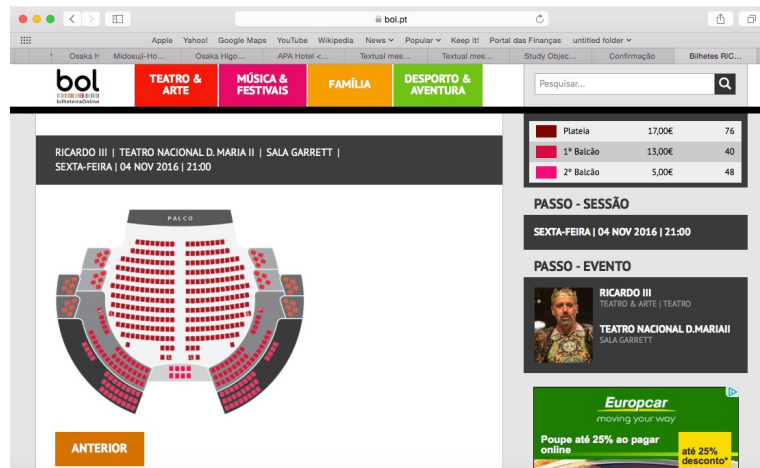 bol.pt
Apple Yahoo! Google Maps YouTube Wikipedia News Popular Keep It! Portal das Finanças untitled folder
Osaka H Midosuji-Ho... Osaka Higo... APA Hotel <... Textual mes... Textual mes... Study Objec... Confirmação Bilhetes RIC...
bol
bilheteiraOnline
TEATRO &
ARTE
MÚSICA &
FESTIVAIS
FAMÍLIA
DESPORTO &
AVENTURA
Pesquisar...
RICARDO III | TEATRO NACIONAL D. MARIA II | SALA GARRETT |
SEXTA-FEIRA | 04 NOV 2016 | 21:00
PALCO
ANTERIOR
Plateia 17,00€ 76
1º Balcão 13,00€ 40
2º Balcão 5,00€ 48
PASSO - SESSÃO
SEXTA-FEIRA | 04 NOV 2016 | 21:00
PASSO - EVENTO
RICARDO III
TEATRO & ARTE | TEATRO
TEATRO NACIONAL D.MARIAII
SALA GARRETT
Europcar
moving your way
Poupe até 25% ao pagar
online
até 25%
desconto*